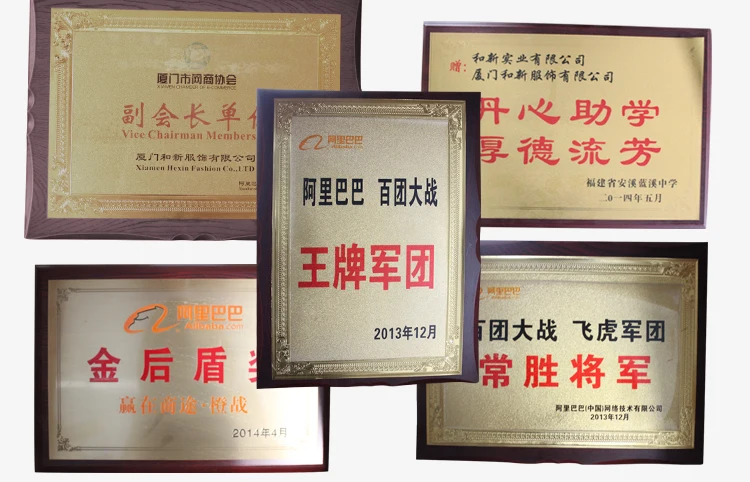 厦门市网商协会
XIAMEN CHAMBER OF E-COMMERCE
副会长单
Vice Chairman Members
厦门和新服饰有限公司
Xiamen Hexin Fashion Co.,LTD
赠：
和新实业有限公司
厦门和新服饰有限公司
丹心助学
厚德流芳
福建省安溪蓝溪中学
二〇一四年五月
阿里巴巴
阿里巴巴 百团大战
王牌军团
2013年12月
阿里巴巴
Alibaba.com
金后盾奖
赢在商途-橙战
2014年4月
阿里巴巴
百团大战 飞虎军团
常胜将军
阿里巴巴(中国)网络技术有限公司
2013年12月